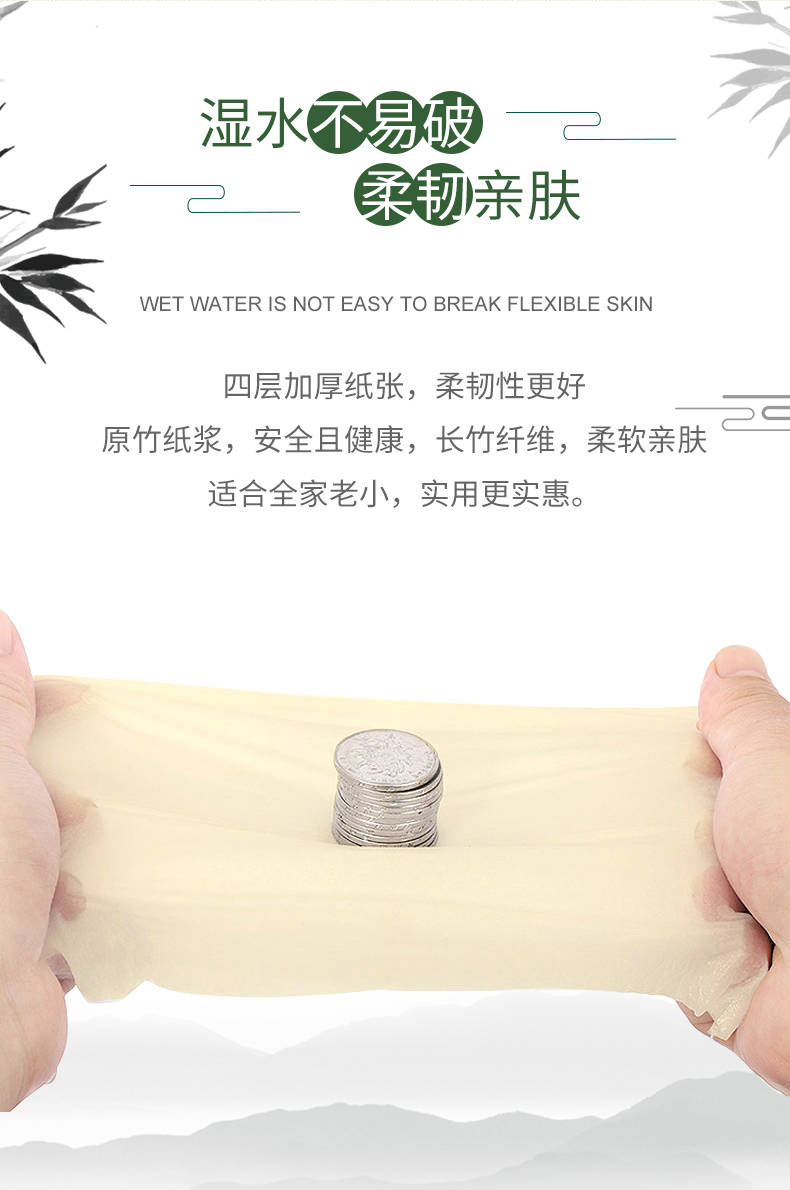 湿水不易破
柔韧亲肤
WET WATER IS NOT EASY TO BREAK FLEXIBLE SKIN
四层加厚纸张，柔韧性更好
原竹纸浆，安全且健康，长竹纤维，柔软亲肤
适合全家老小，实用更实惠。